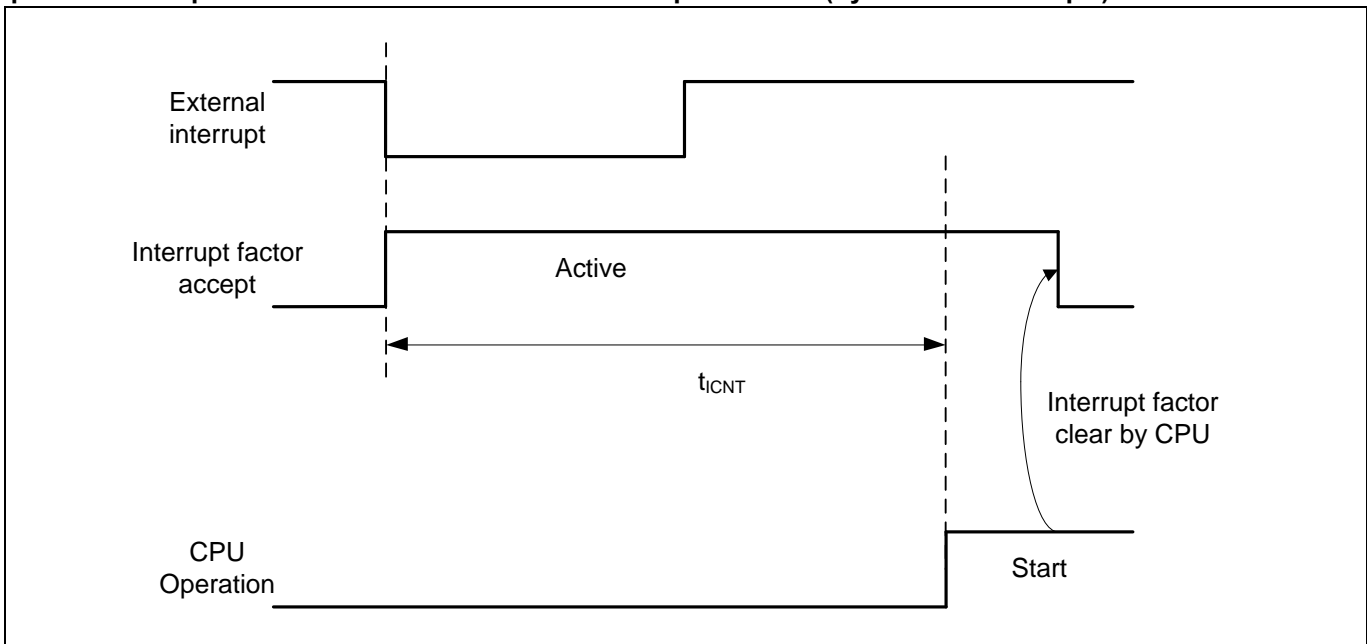 External
interrupt
Interrupt factor
accept
Active
tICNT
Interrupt factor
clear by CPU
CPU
Operation
Start